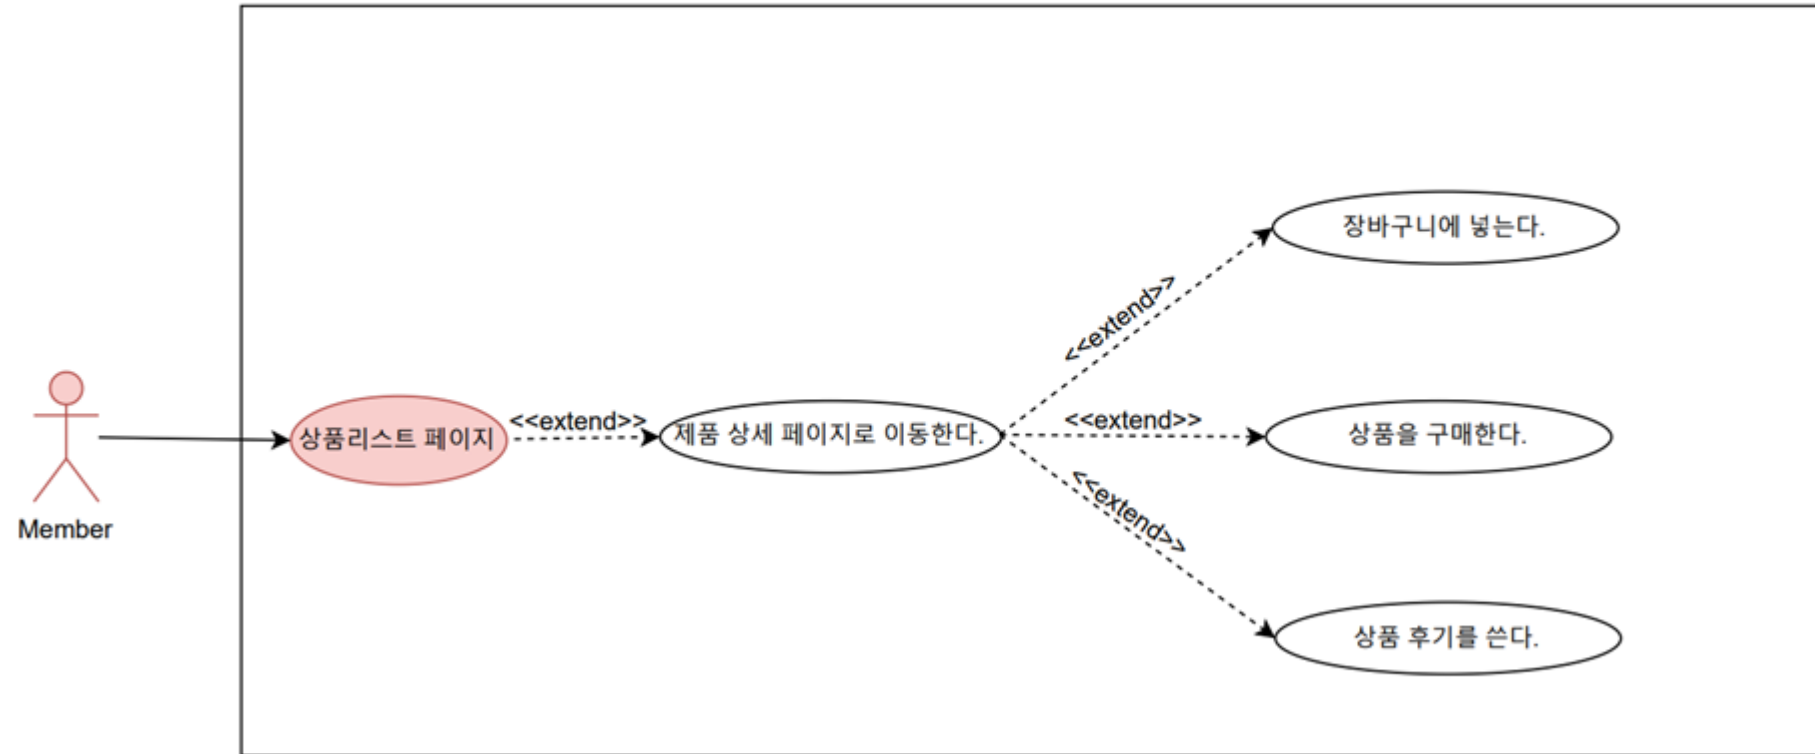 장바구니에 넣는다.
<<extend>>
Member
상품리스트 페이지
<<extend>>
제품 상세 페이지로 이동한다.
<<extend>>
상품을 구매한다.
<<extend>>
상품 후기를 쓴다.